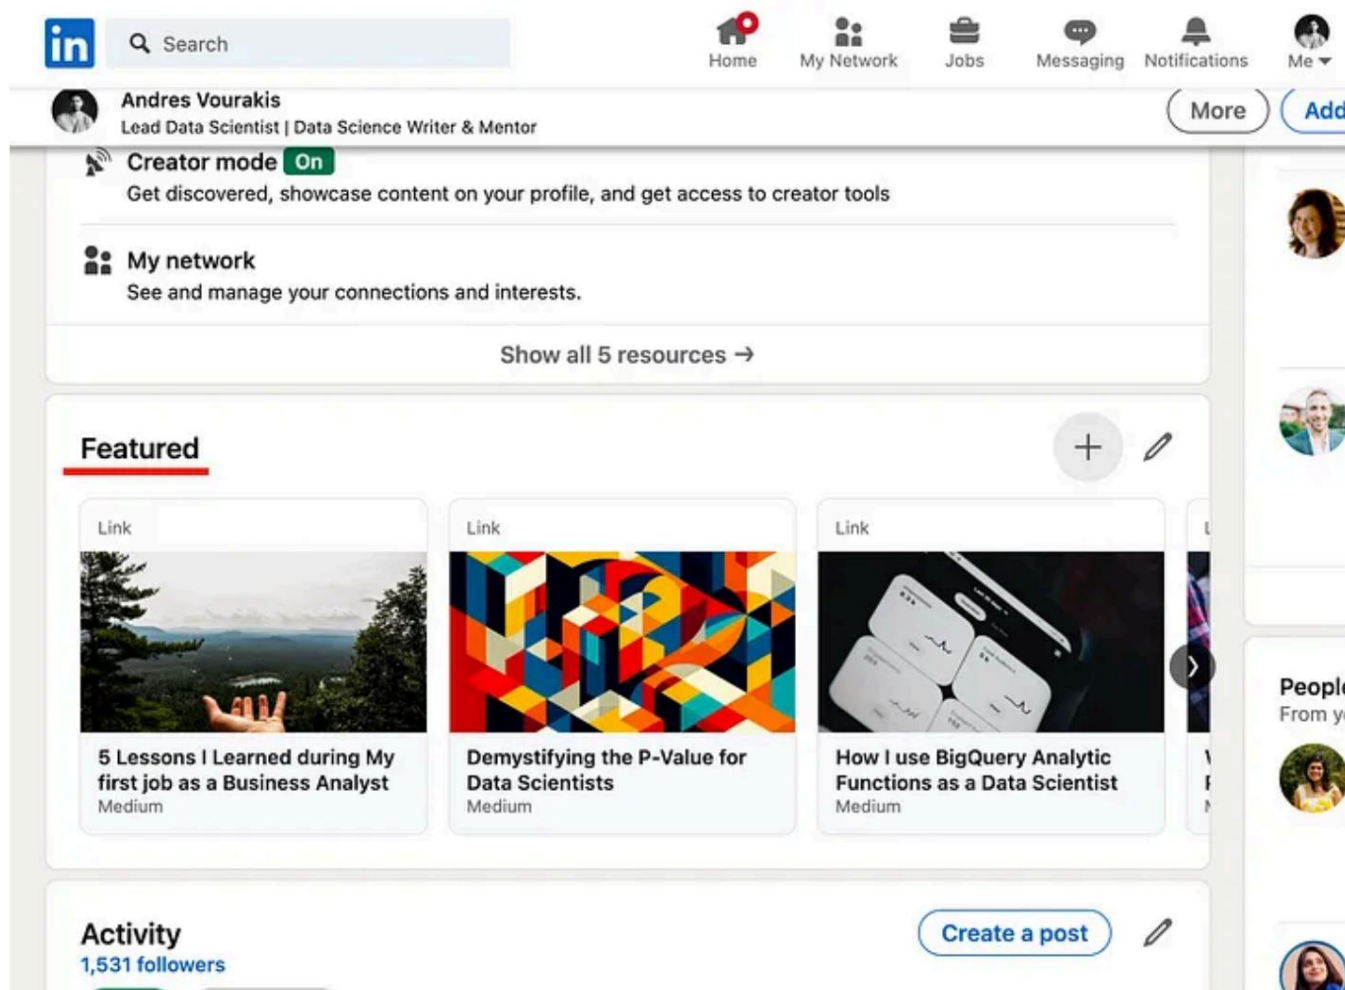 in
Search
Home
My Network
Jobs
Messaging
Notifications
Me
Andres Vourakis
Lead Data Scientist | Data Science Writer & Mentor
More
Add
Creator mode On
Get discovered, showcase content on your profile, and get access to creator tools
My network
See and manage your connections and interests.
Show all 5 resources →
Featured
Link
5 Lessons I Learned during My
first job as a Business Analyst
Medium
Link
Demystifying the P-Value for
Data Scientists
Medium
Link
How I use BigQuery Analytic
Functions as a Data Scientist
Medium
Activity
1,531 followers
Create a post
People
From